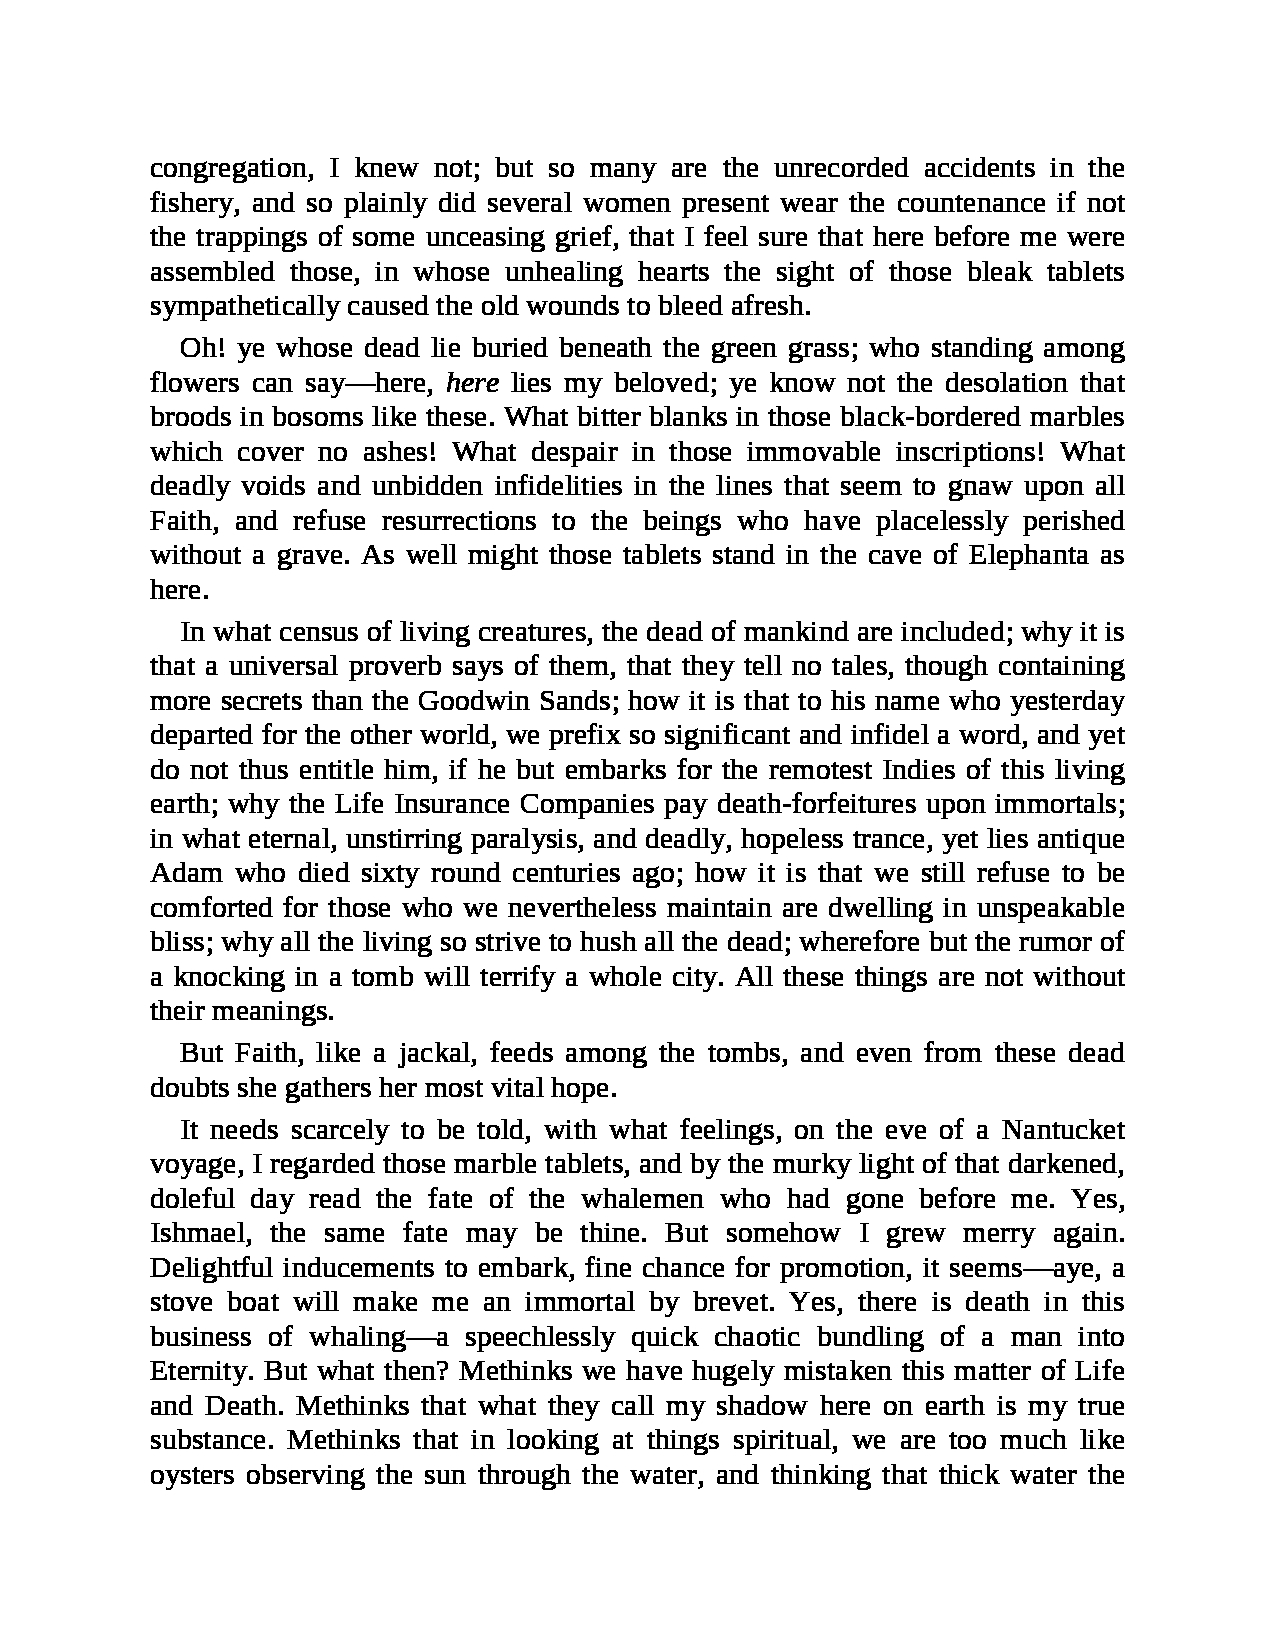 congregation, I knew not; but so many are the unrecorded accidents in the
fishery, and so plainly did several women present wear the countenance if not
the trappings of some unceasing grief, that I feel sure that here before me were
assembled those, in whose unhealing hearts the sight of those bleak tablets
sympathetically caused the old wounds to bleed afresh.
Oh! ye whose dead lie buried beneath the green grass; who standing among
flowers can say—here, here lies my beloved; ye know not the desolation that
broods in bosoms like these. What bitter blanks in those black-bordered marbles
which cover no ashes! What despair in those immovable inscriptions! What
deadly voids and unbidden infidelities in the lines that seem to gnaw upon all
Faith, and refuse resurrections to the beings who have placelessly perished
without a grave. As well might those tablets stand in the cave of Elephanta as
here.
In what census of living creatures, the dead of mankind are included; why it is
that a universal proverb says of them, that they tell no tales, though containing
more secrets than the Goodwin Sands; how it is that to his name who yesterday
departed for the other world, we prefix so significant and infidel a word, and yet
do not thus entitle him, if he but embarks for the remotest Indies of this living
earth; why the Life Insurance Companies pay death-forfeitures upon immortals;
in what eternal, unstirring paralysis, and deadly, hopeless trance, yet lies antique
Adam who died sixty round centuries ago; how it is that we still refuse to be
comforted for those who we nevertheless maintain are dwelling in unspeakable
bliss; why all the living so strive to hush all the dead; wherefore but the rumor of
a knocking in a tomb will terrify a whole city. All these things are not without
their meanings.
But Faith, like a jackal, feeds among the tombs, and even from these dead
doubts she gathers her most vital hope.
It needs scarcely to be told, with what feelings, on the eve of a Nantucket
voyage, I regarded those marble tablets, and by the murky light of that darkened,
doleful day read the fate of the whalemen who had gone before me. Yes,
Ishmael, the same fate may be thine. But somehow I grew merry again.
Delightful inducements to embark, fine chance for promotion, it seems—aye, a
stove boat will make me an immortal by brevet. Yes, there is death in this
business of whaling—a speechlessly quick chaotic bundling of a man into
Eternity. But what then? Methinks we have hugely mistaken this matter of Life
and Death. Methinks that what they call my shadow here on earth is my true
substance. Methinks that in looking at things spiritual, we are too much like
oysters observing the sun through the water, and thinking that thick water the